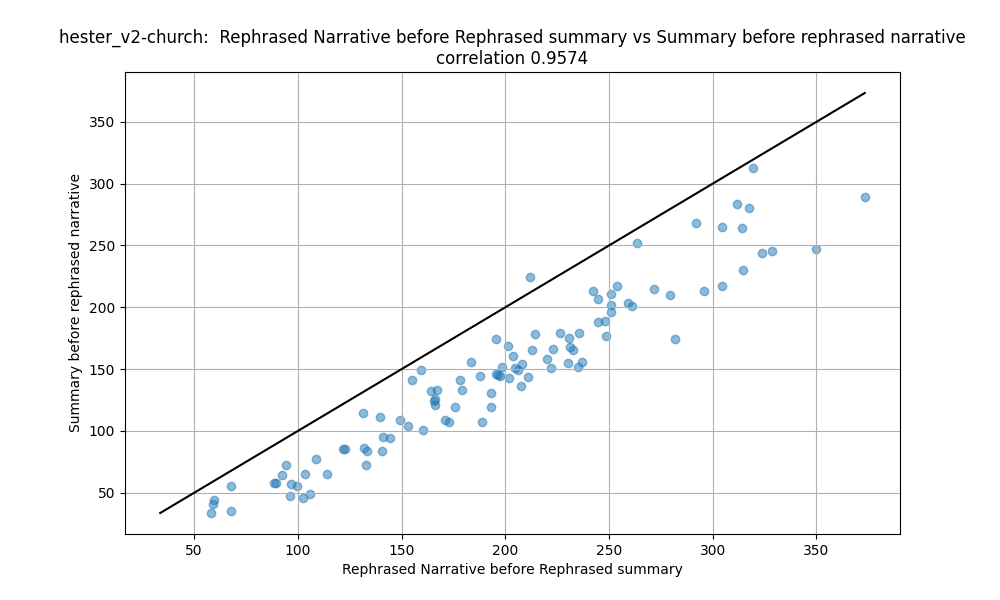 hester_v2-church:  Rephrased Narrative before Rephrased summary vs Summary before rephrased narrative
correlation 0.9574
Summary before rephrased narrative
350
300
250
200
150
100
50
50 100 150 200 250 300 350
Rephrased Narrative before Rephrased summary